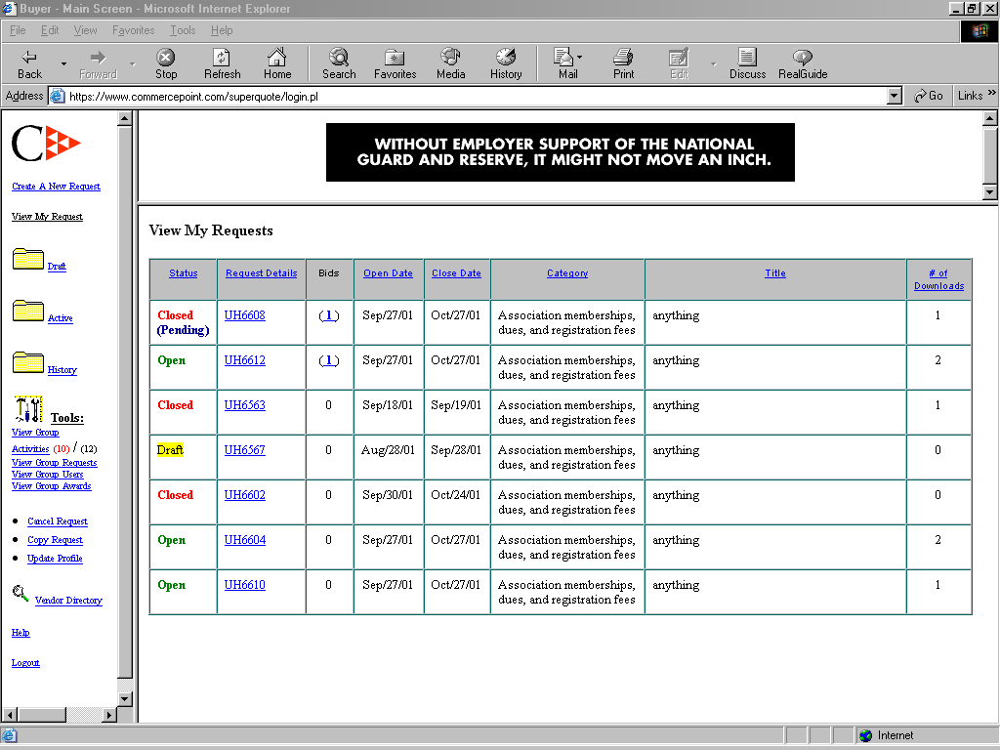 Buyer - Main Screen - Microsoft Internet Explorer
File Edit View Favorites Tools Help
Back Forward Stop Refresh Home Search Favorites Media History Mail Print Edit Discuss RealGuide
Address https://www.commercepoint.com/superquote/login.pl Go Links »
C
Create A New Request
View My Request
Draft
Active
History
Tools:
View Group
Activities (10) / (12)
View Group Requests
View Group Users
View Group Awards
Cancel Request
Copy Request
Update Profile
Vendor Directory
Help
Logout
WITHOUT EMPLOYER SUPPORT OF THE NATIONAL
GUARD AND RESERVE, IT MIGHT NOT MOVE AN INCH.
View My Requests
Status Request Details Bids Open Date Close Date Category Title # of
Downloads
Closed UH6608 ( 1 ) Sep/27/01 Oct/27/01 Association memberships, anything 1
(Pending) dues, and registration fees
Open UH6612 ( 1 ) Sep/27/01 Oct/27/01 Association memberships, anything 2
dues, and registration fees
Closed UH6563 0 Sep/18/01 Sep/19/01 Association memberships, anything 1
dues, and registration fees
Draft UH6567 0 Aug/28/01 Sep/28/01 Association memberships, anything 0
dues, and registration fees
Closed UH6602 0 Sep/30/01 Oct/24/01 Association memberships, anything 0
dues, and registration fees
Open UH6604 0 Sep/27/01 Oct/27/01 Association memberships, anything 2
dues, and registration fees
Open UH6610 0 Sep/27/01 Oct/27/01 Association memberships, anything 1
dues, and registration fees
Internet